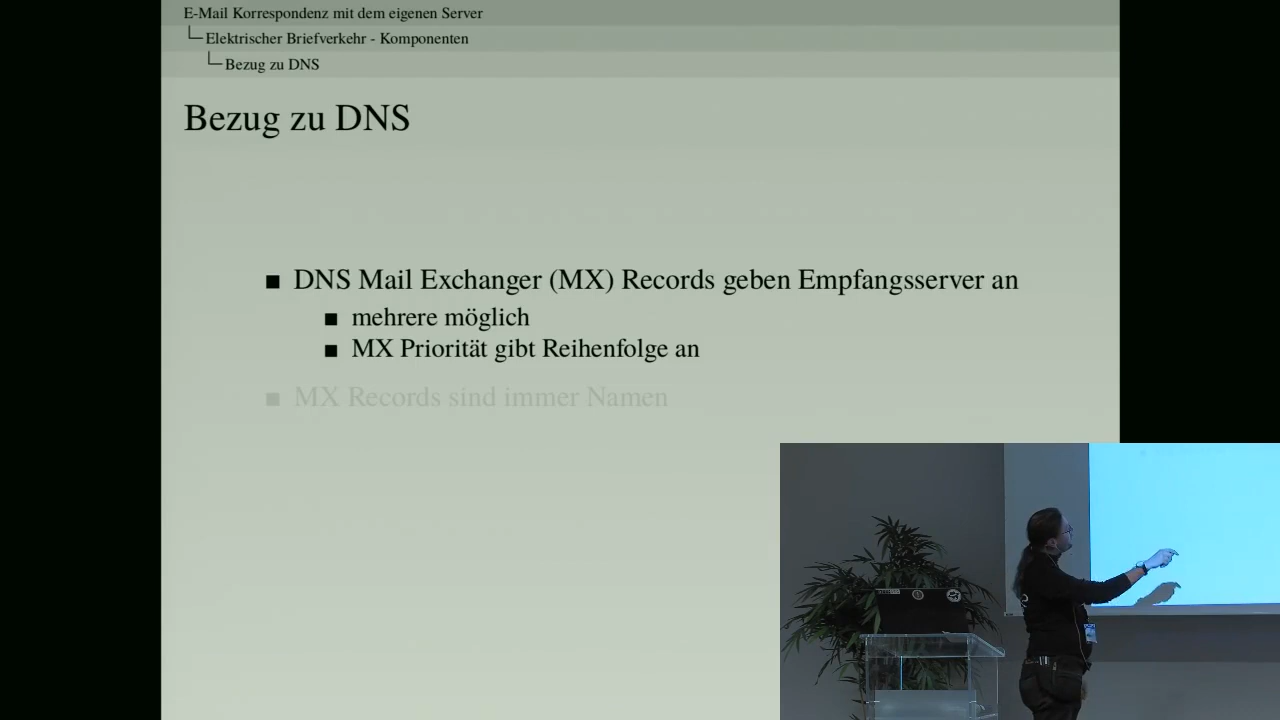 E-Mail Korrespondenz mit dem eigenen Server
Elektrischer Briefverkehr - Komponenten
Bezug zu DNS
Bezug zu DNS
DNS Mail Exchanger (MX) Records geben Empfangsserver an
mehrere möglich
MX Priorität gibt Reihenfolge an
MX Records sind immer Namen